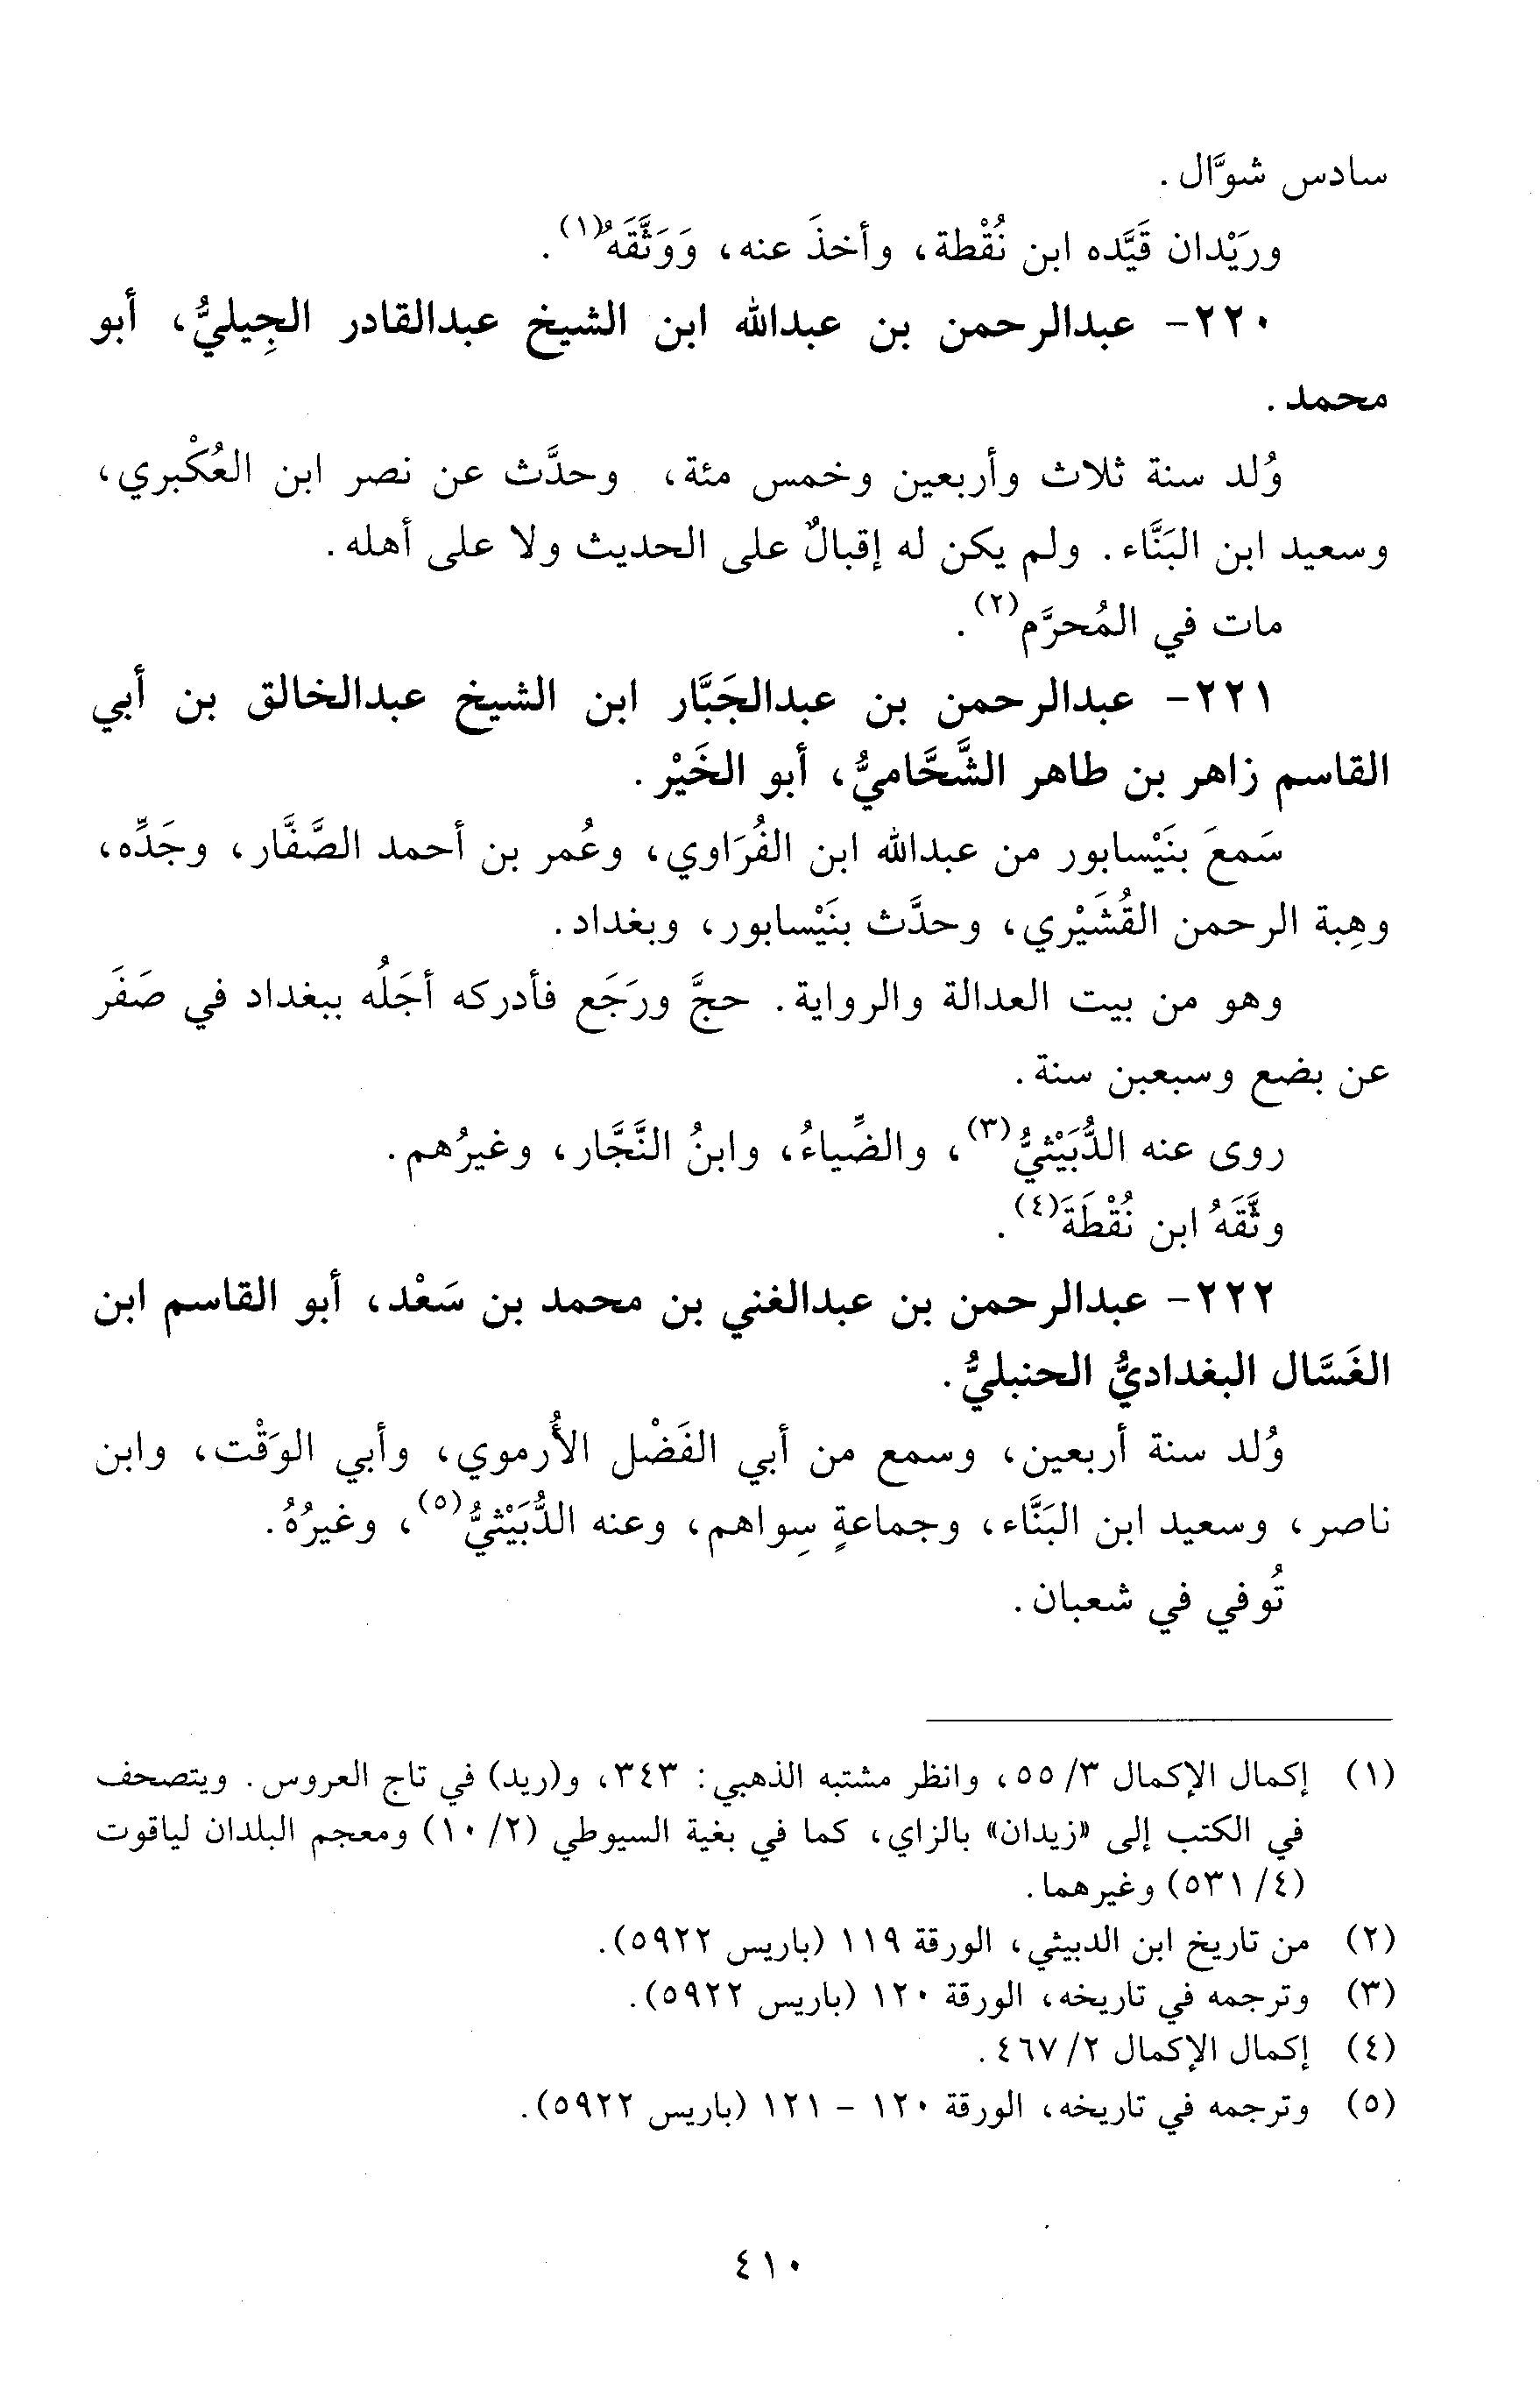 سادس شوَّال.
ورَيْدان قَيَّده ابن نُقْطة، وأخذَ عنه، وَوَثَّقَهُ(١).
٢٢٠- عبدالرحمن بن عبدالله ابن الشيخ عبدالقادر الجِيليُّ، أبو
محمد.
وُلد سنة ثلاث وأربعين وخمس مئة، وحدَّث عن نصر ابن العُكْبري،
وسعيد ابن البَنَّاء. ولم يكن له إقبالٌ على الحديث ولا على أهله.
مات في المُحرَّم(٢).
٢٢١- عبدالرحمن بن عبدالجَبَّار ابن الشيخ عبدالخالق بن أبي
القاسم زاهر بن طاهر الشَّحَّاميُّ، أبو الخَيْر.
سَمعَ بنَيْسابور من عبدالله ابن الفُرَاوي، وعُمر بن أحمد الصَّفَّار، وجَدِّه،
وهِبة الرحمن القُشَيْري، وحدَّث بنَيْسابور، وبغداد.
وهو من بيت العدالة والرواية. حجَّ ورَجَع فأدركه أجَلُه ببغداد في صَفَر
عن بضع وسبعبن سنة.
روى عنه الدُّبَيْثيُّ(٣)، والضِّياءُ، وابنُ النَّجَّار، وغيرُهم.
وثَّقَهُ ابن نُقْطَةَ(٤).
٢٢٢- عبدالرحمن بن عبدالغني بن محمد بن سَعْد، أبو القاسم ابن
الغَسَّال البغداديُّ الحنبليُّ.
وُلد سنة أربعين، وسمع من أبي الفَضْل الأُرموي، وأبي الوَقْت، وابن
ناصر، وسعيد ابن البَنَّاء، وجماعةٍ سِواهم، وعنه الدُّبَيْثيُّ(٥)، وغيرُهُ.
تُوفي في شعبان.
(١) إكمال الإكمال ٣/ ٥٥، وانظر مشتبه الذهبي: ٣٤٣، و(ريد) في تاج العروس. ويتصحف
في الكتب إلى «زيدان» بالزاي، كما في بغية السيوطي (٢/ ١٠) ومعجم البلدان لياقوت
(٤/ ٥٣١) وغيرهما.
(٢) من تاريخ ابن الدبيثي، الورقة ١١٩ (باريس ٥٩٢٢).
(٣) وترجمه في تاريخه، الورقة ١٢٠ (باريس ٥٩٢٢).
(٤) إكمال الإكمال ٢/ ٤٦٧.
(٥) وترجمه في تاريخه، الورقة ١٢٠ - ١٢١ (باريس ٥٩٢٢).
٤١٠